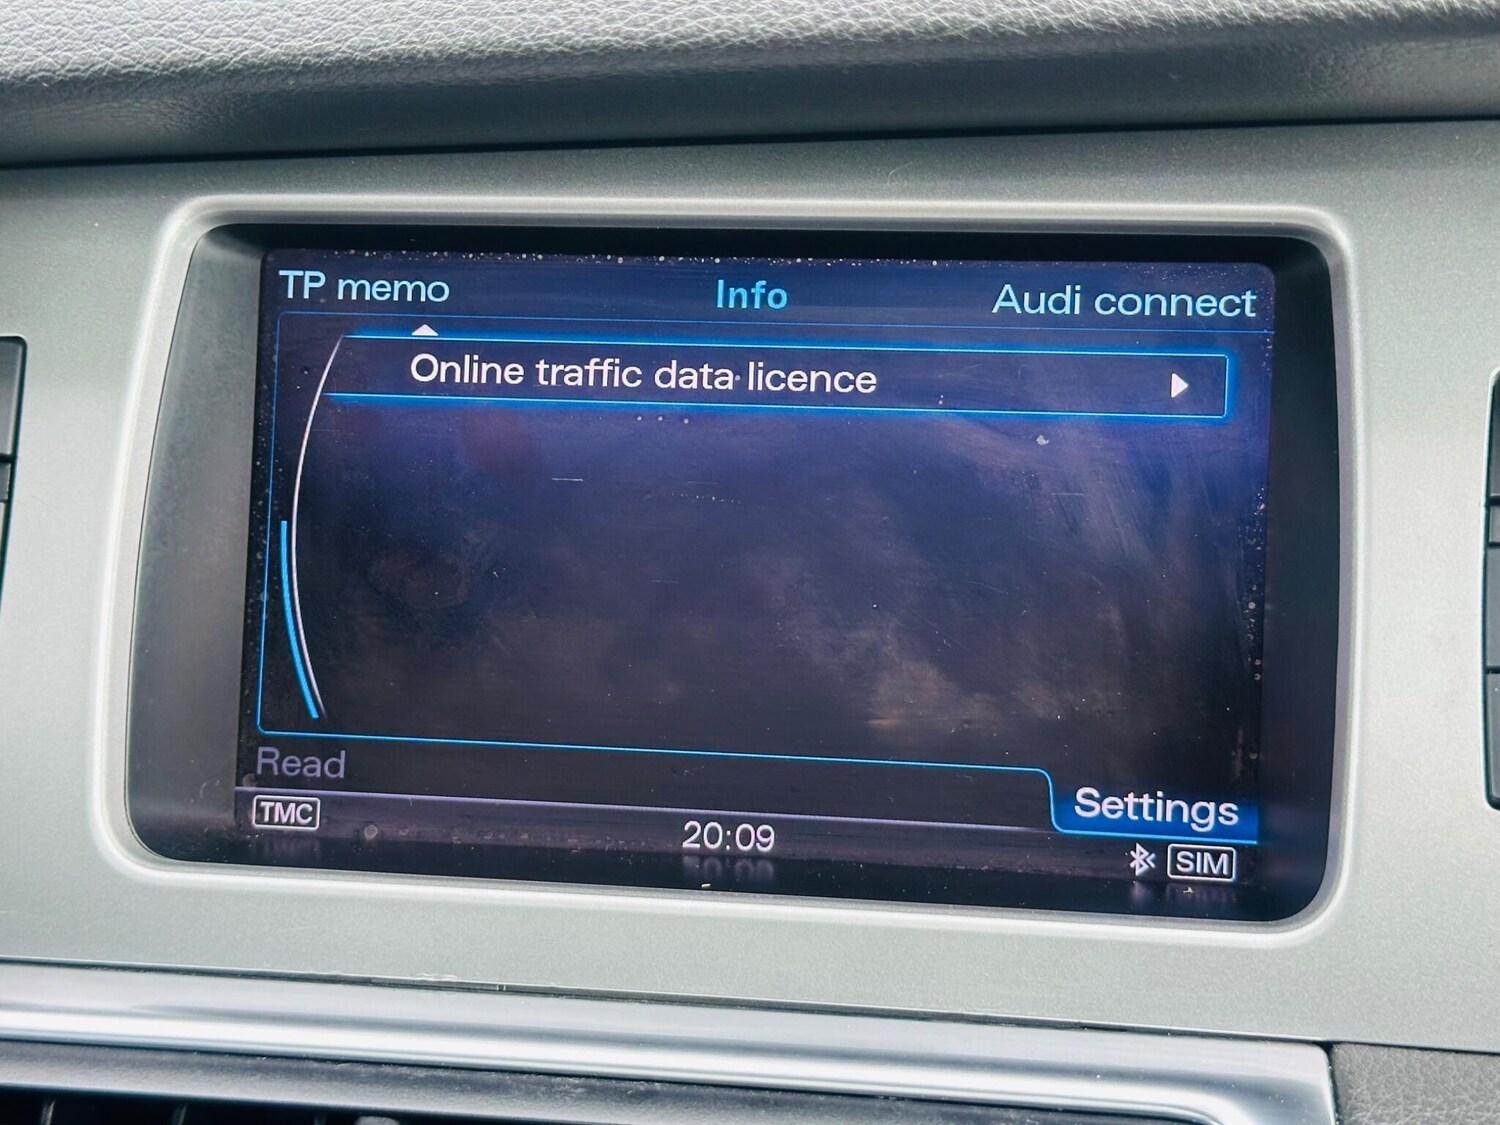 TP memo
Info
Audi connect
Online traffic data licence
Read
Settings
TMC
20:09
SIM